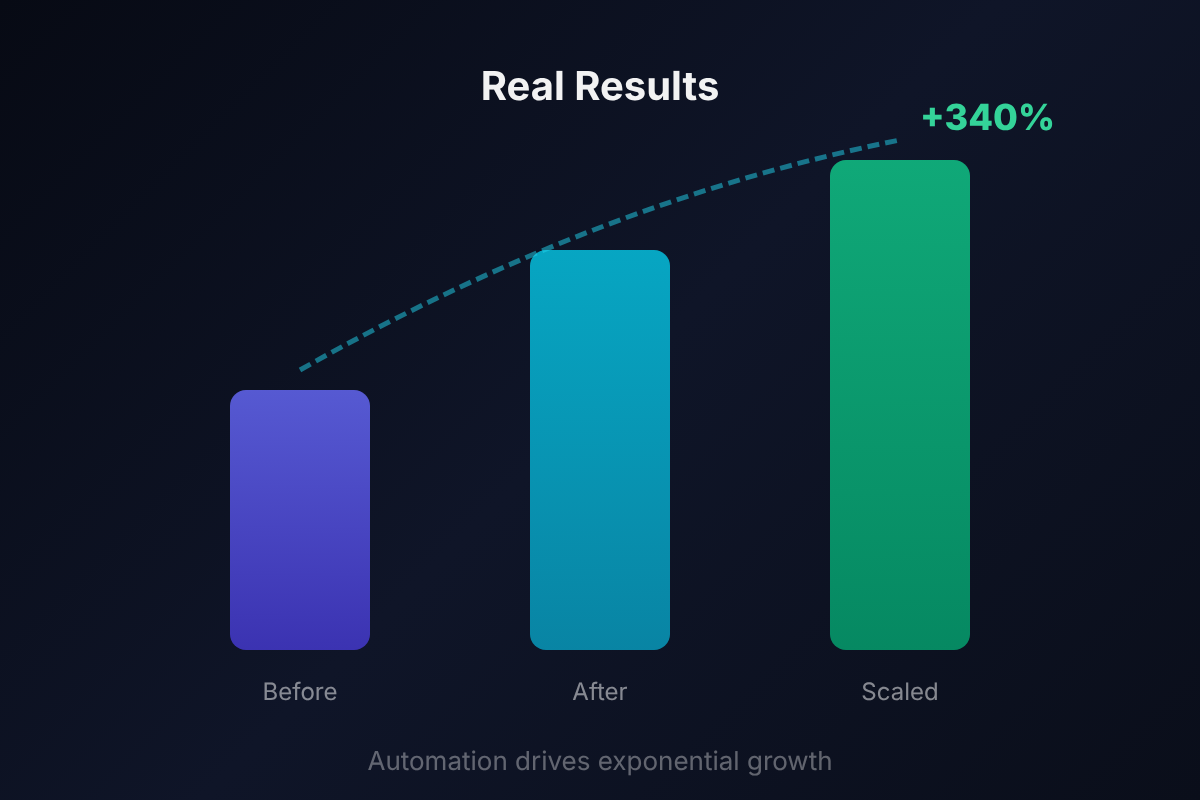 Real Results
+340%
Before
After
Scaled
Automation drives exponential growth